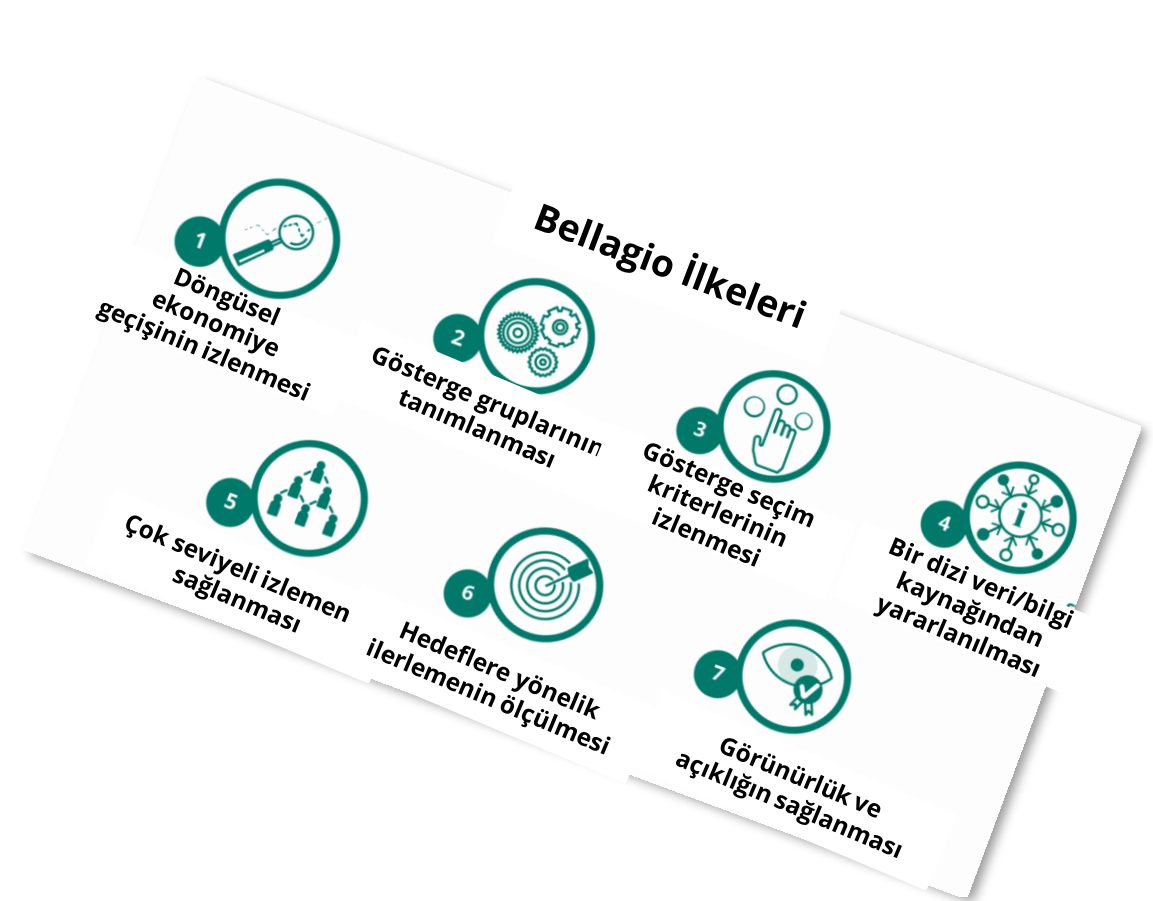 Bellagio İlkeleri
1
Döngüsel
ekonomiye
geçişinin izlenmesi
2
Gösterge gruplarının
tanımlanması
3
Gösterge seçim
kriterlerinin
izlenmesi
4
i
Bir dizi veri/bilgi
kaynağından
yararlanılması
5
Çok seviyeli izlemen
sağlanması
6
Hedeflere yönelik
ilerlemenin ölçülmesi
7
Görünürlük ve
açıklığın sağlanması